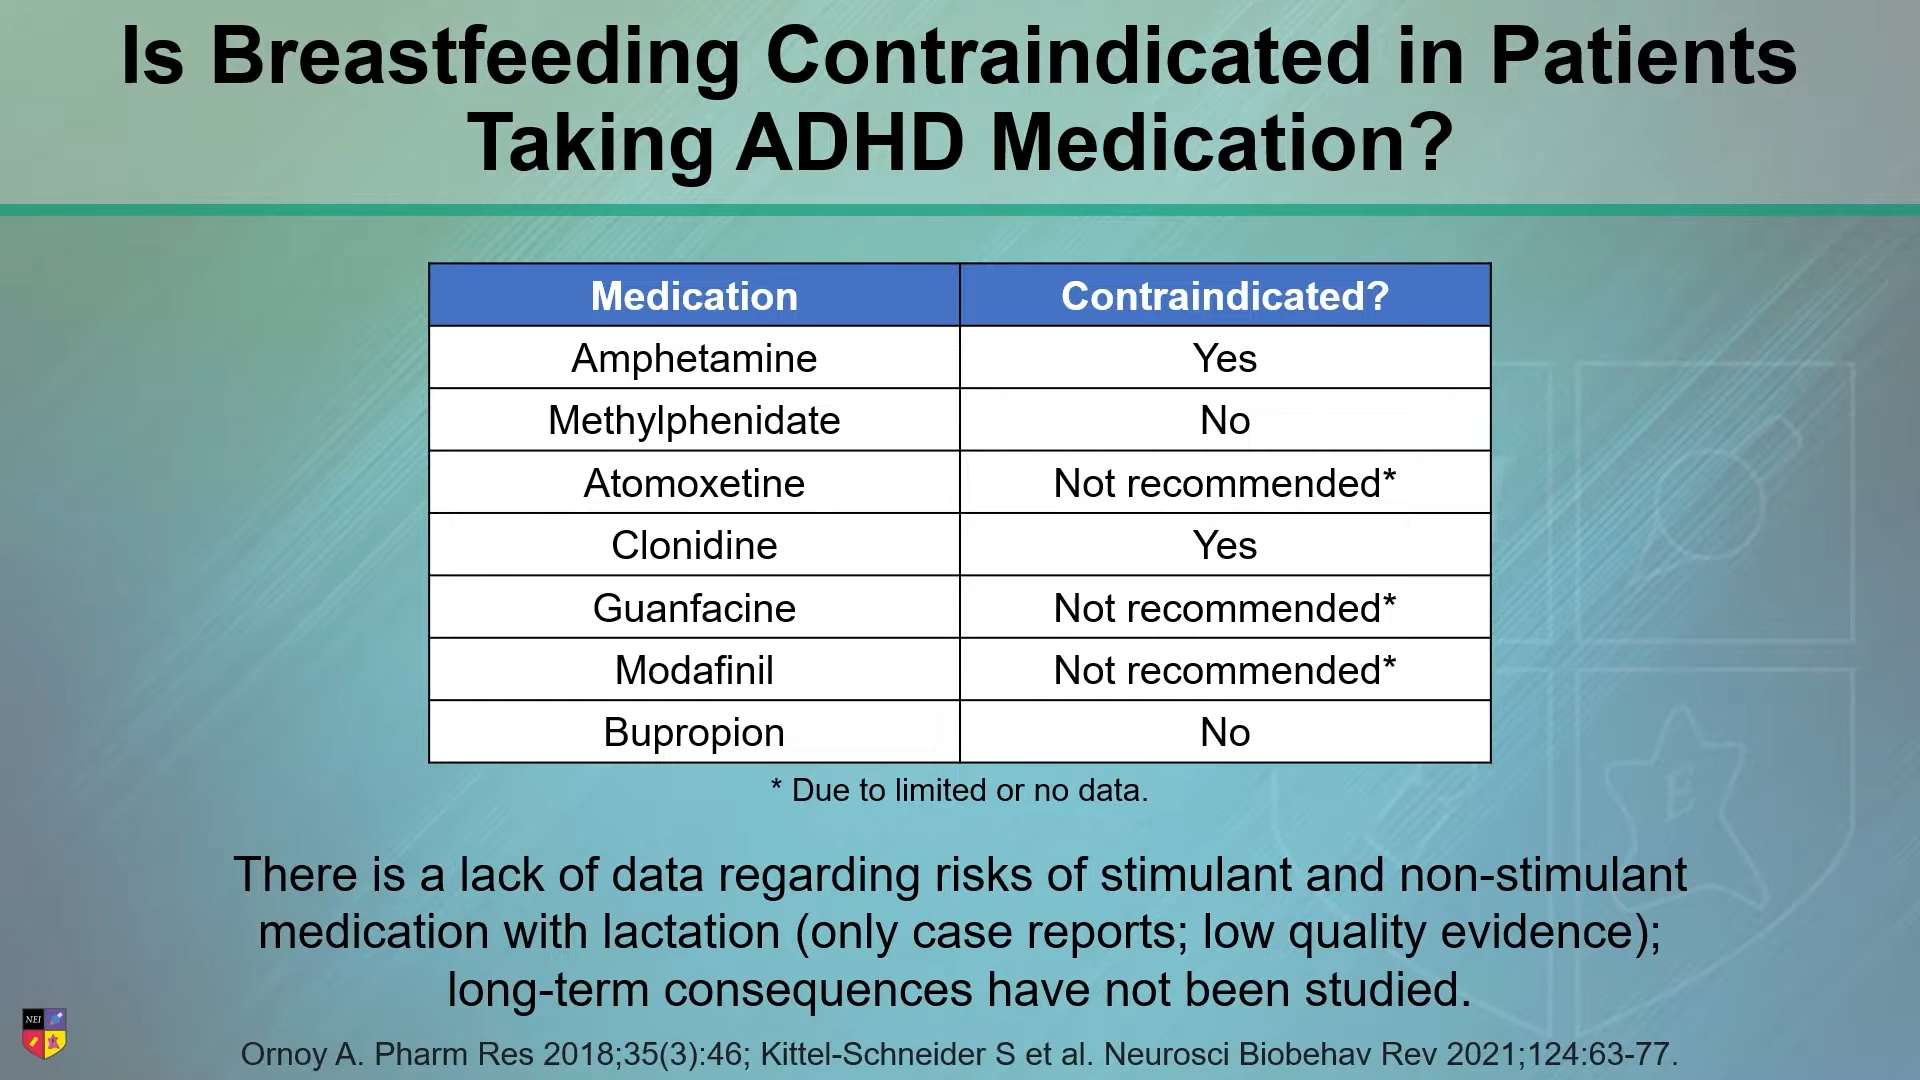 Is Breastfeeding Contraindicated in Patients
Taking ADHD Medication?
Medication Contraindicated?
Amphetamine Yes
Methylphenidate No
Atomoxetine Not recommended*
Clonidine Yes
Guanfacine Not recommended*
Modafinil Not recommended*
Bupropion No
* Due to limited or no data.
There is a lack of data regarding risks of stimulant and non-stimulant
medication with lactation (only case reports; low quality evidence);
long-term consequences have not been studied.
NEI
Ornoy A. Pharm Res 2018;35(3):46; Kittel-Schneider S et al. Neurosci Biobehav Rev 2021;124:63-77.
E